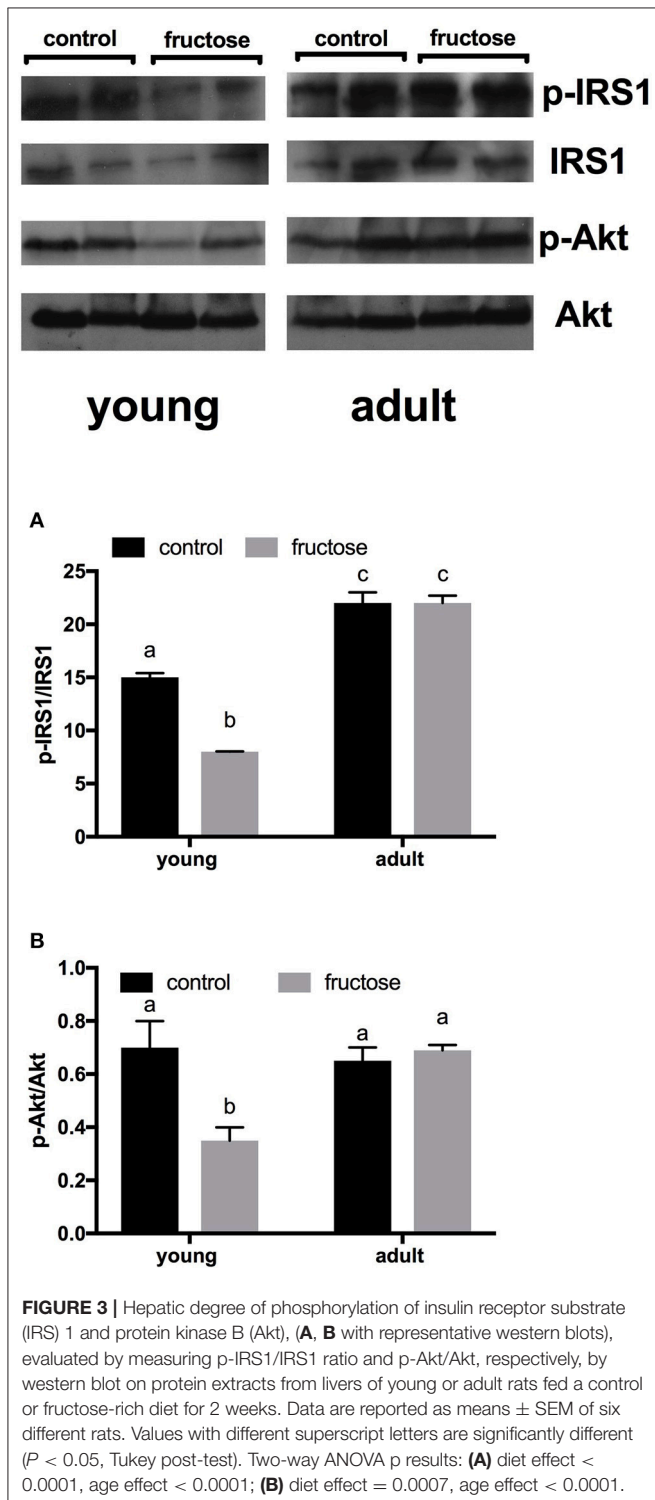 control fructose control fructose
p-IRS1
IRS1
p-Akt
Akt
young adult
A
control fructose
25
20
15
10
5
0
p-IRS1/IRS1
a
b
c
c
young adult
B
control fructose
1.0
0.8
0.6
0.4
0.2
0.0
p-Akt/Akt
a
b
a
a
young adult
FIGURE 3 | Hepatic degree of phosphorylation of insulin receptor substrate
(IRS) 1 and protein kinase B (Akt), (A, B with representative western blots),
evaluated by measuring p-IRS1/IRS1 ratio and p-Akt/Akt, respectively, by
western blot on protein extracts from livers of young or adult rats fed a control
or fructose-rich diet for 2 weeks. Data are reported as means ± SEM of six
different rats. Values with different superscript letters are significantly different
(P < 0.05, Tukey post-test). Two-way ANOVA p results: (A) diet effect <
0.0001, age effect < 0.0001; (B) diet effect = 0.0007, age effect < 0.0001.